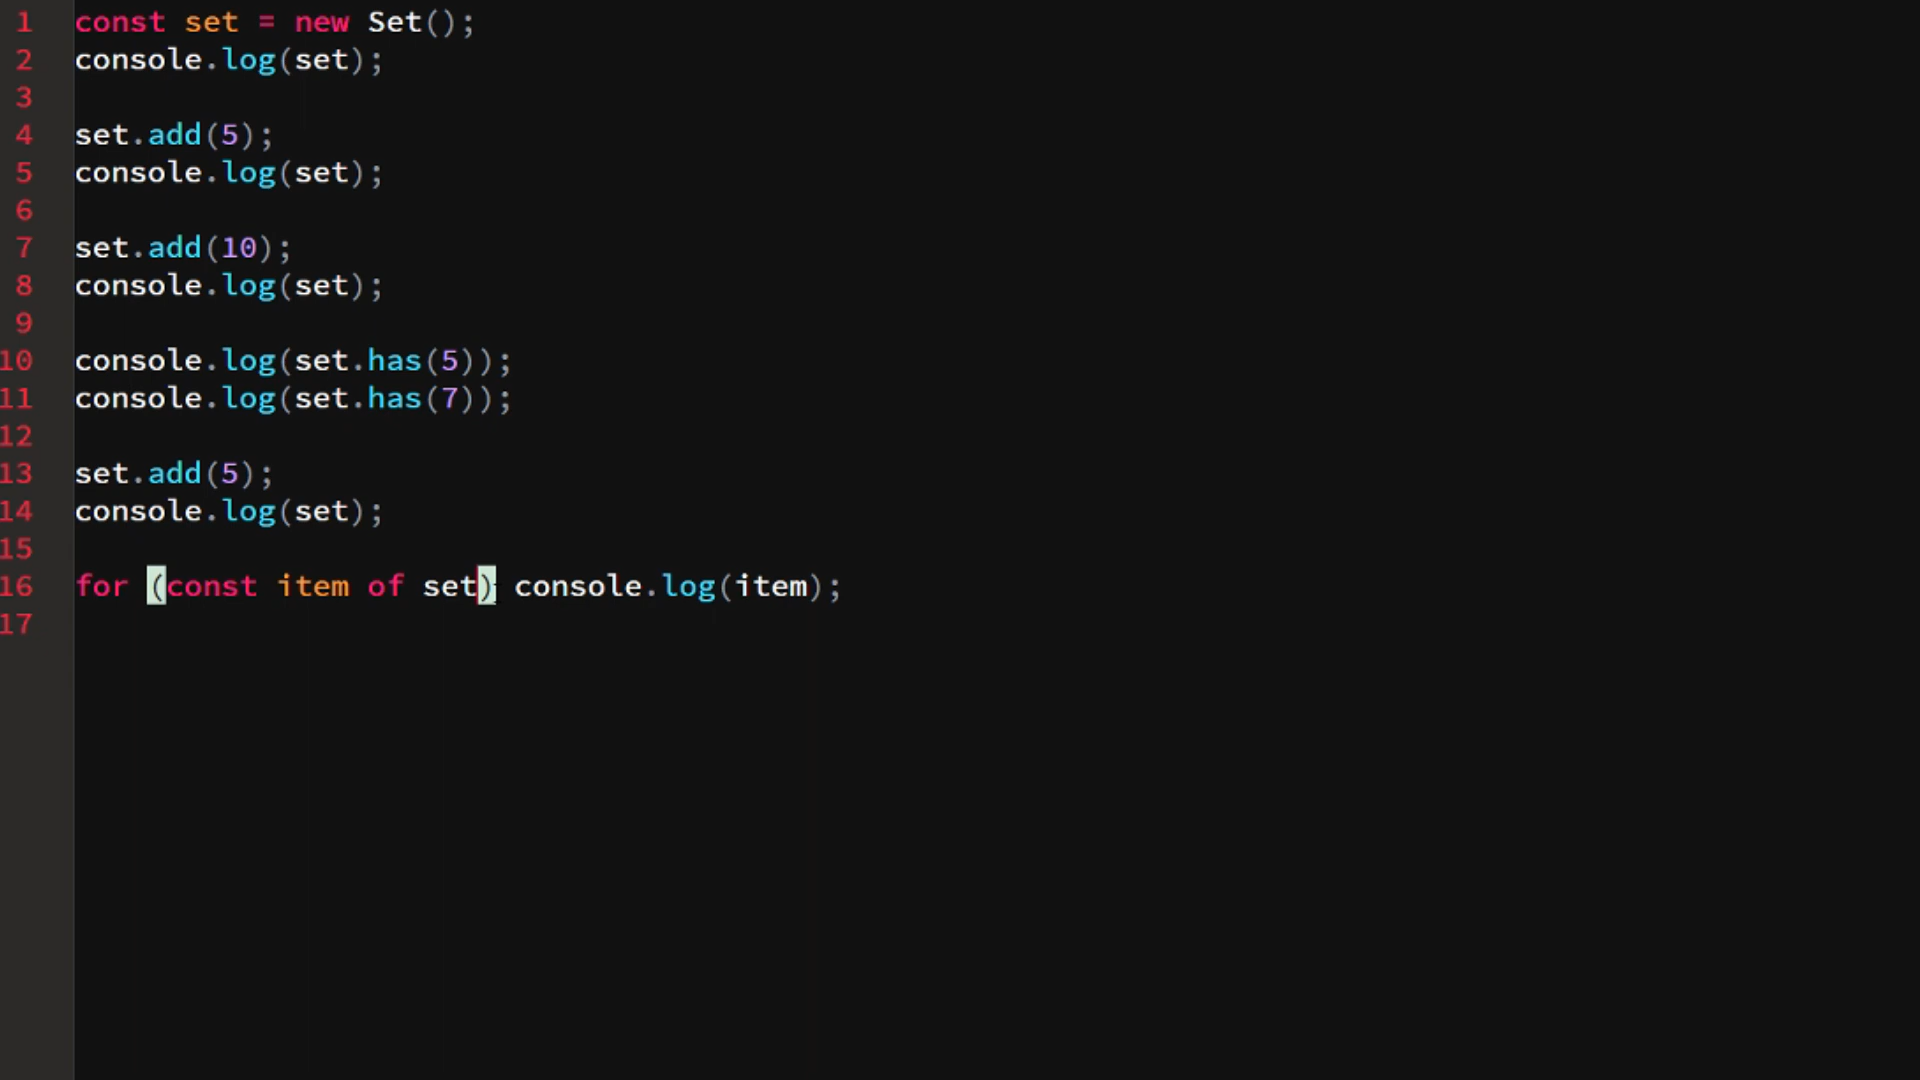 1 const set = new Set();
2 console.log(set);
3
4 set.add(5);
5 console.log(set);
6
7 set.add(10);
8 console.log(set);
9
10 console.log(set.has(5));
11 console.log(set.has(7));
12
13 set.add(5);
14 console.log(set);
15
16 for (const item of set) console.log(item);
17